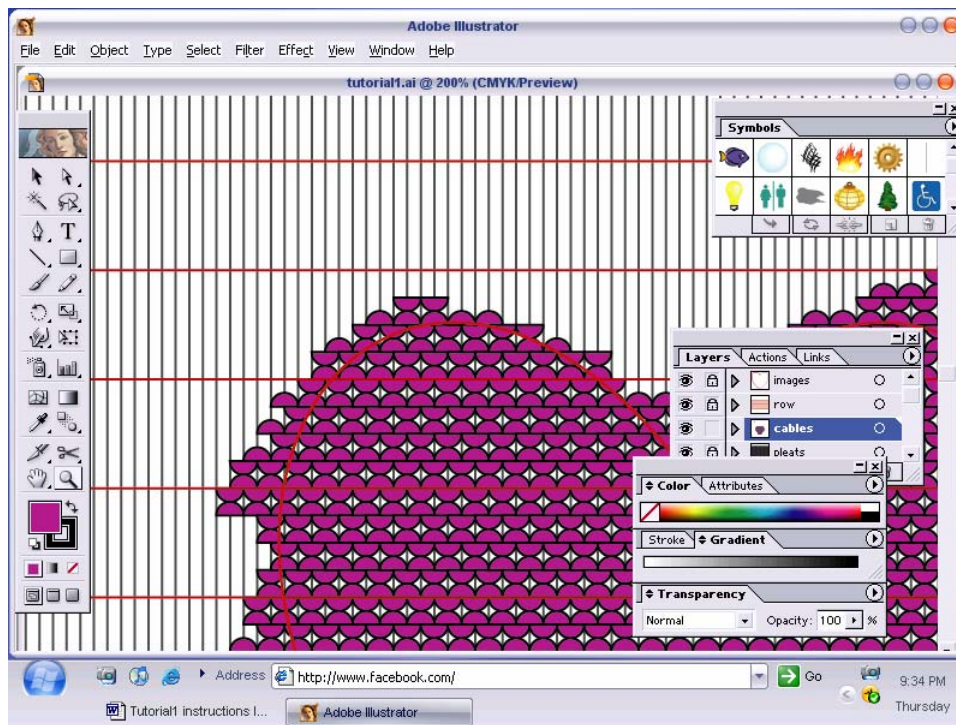 Adobe Illustrator
File Edit Object Type Select Filter Effect View Window Help
tutorial1.ai @ 200% (CMYK/Preview)
Symbols
T
Layers Actions Links
images
row
cables
pleats
Color Attributes
Stroke Gradient
Transparency
Normal Opacity: 100 %
Address http://www.facebook.com/ Go
9:34 PM
Thursday
Tutorial1 instructions I...
Adobe Illustrator